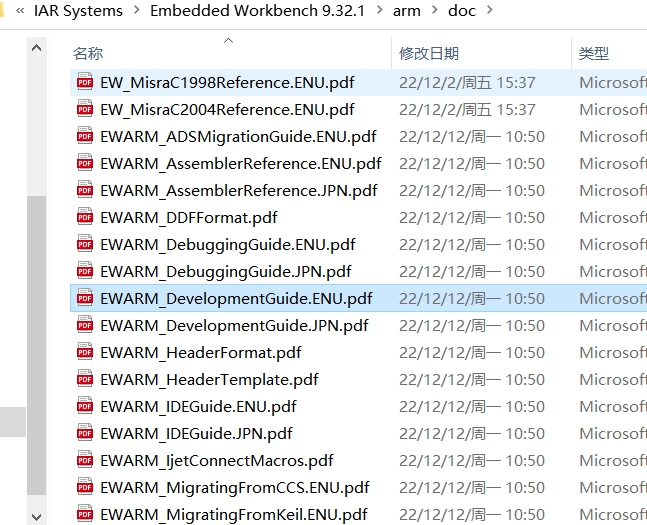 « IAR Systems > Embedded Workbench 9.32.1 > arm > doc >
名称 修改日期 类型
EW_MisraC1998Reference.ENU.pdf 22/12/2/周五 15:37 Microsoft
EW_MisraC2004Reference.ENU.pdf 22/12/2/周五 15:37 Microsoft
EWARM_ADSMigrationGuide.ENU.pdf 22/12/12/周一 10:50 Microsoft
EWARM_AssemblerReference.ENU.pdf 22/12/12/周一 10:50 Microsoft
EWARM_AssemblerReference.JPN.pdf 22/12/12/周一 10:50 Microsoft
EWARM_DDFFormat.pdf 22/12/12/周一 10:50 Microsoft
EWARM_DebuggingGuide.ENU.pdf 22/12/12/周一 10:50 Microsoft
EWARM_DebuggingGuide.JPN.pdf 22/12/12/周一 10:50 Microsoft
EWARM_DevelopmentGuide.ENU.pdf 22/12/12/周一 10:50 Microsoft
EWARM_DevelopmentGuide.JPN.pdf 22/12/12/周一 10:50 Microsoft
EWARM_HeaderFormat.pdf 22/12/12/周一 10:50 Microsoft
EWARM_HeaderTemplate.pdf 22/12/12/周一 10:50 Microsoft
EWARM_IDEGuide.ENU.pdf 22/12/12/周一 10:50 Microsoft
EWARM_IDEGuide.JPN.pdf 22/12/12/周一 10:50 Microsoft
EWARM_IjetConnectMacros.pdf 22/12/12/周一 10:50 Microsoft
EWARM_MigratingFromCCS.ENU.pdf 22/12/12/周一 10:50 Microsoft
EWARM_MigratingFromKeil.ENU.pdf 22/12/12/周一 10:50 Microsoft